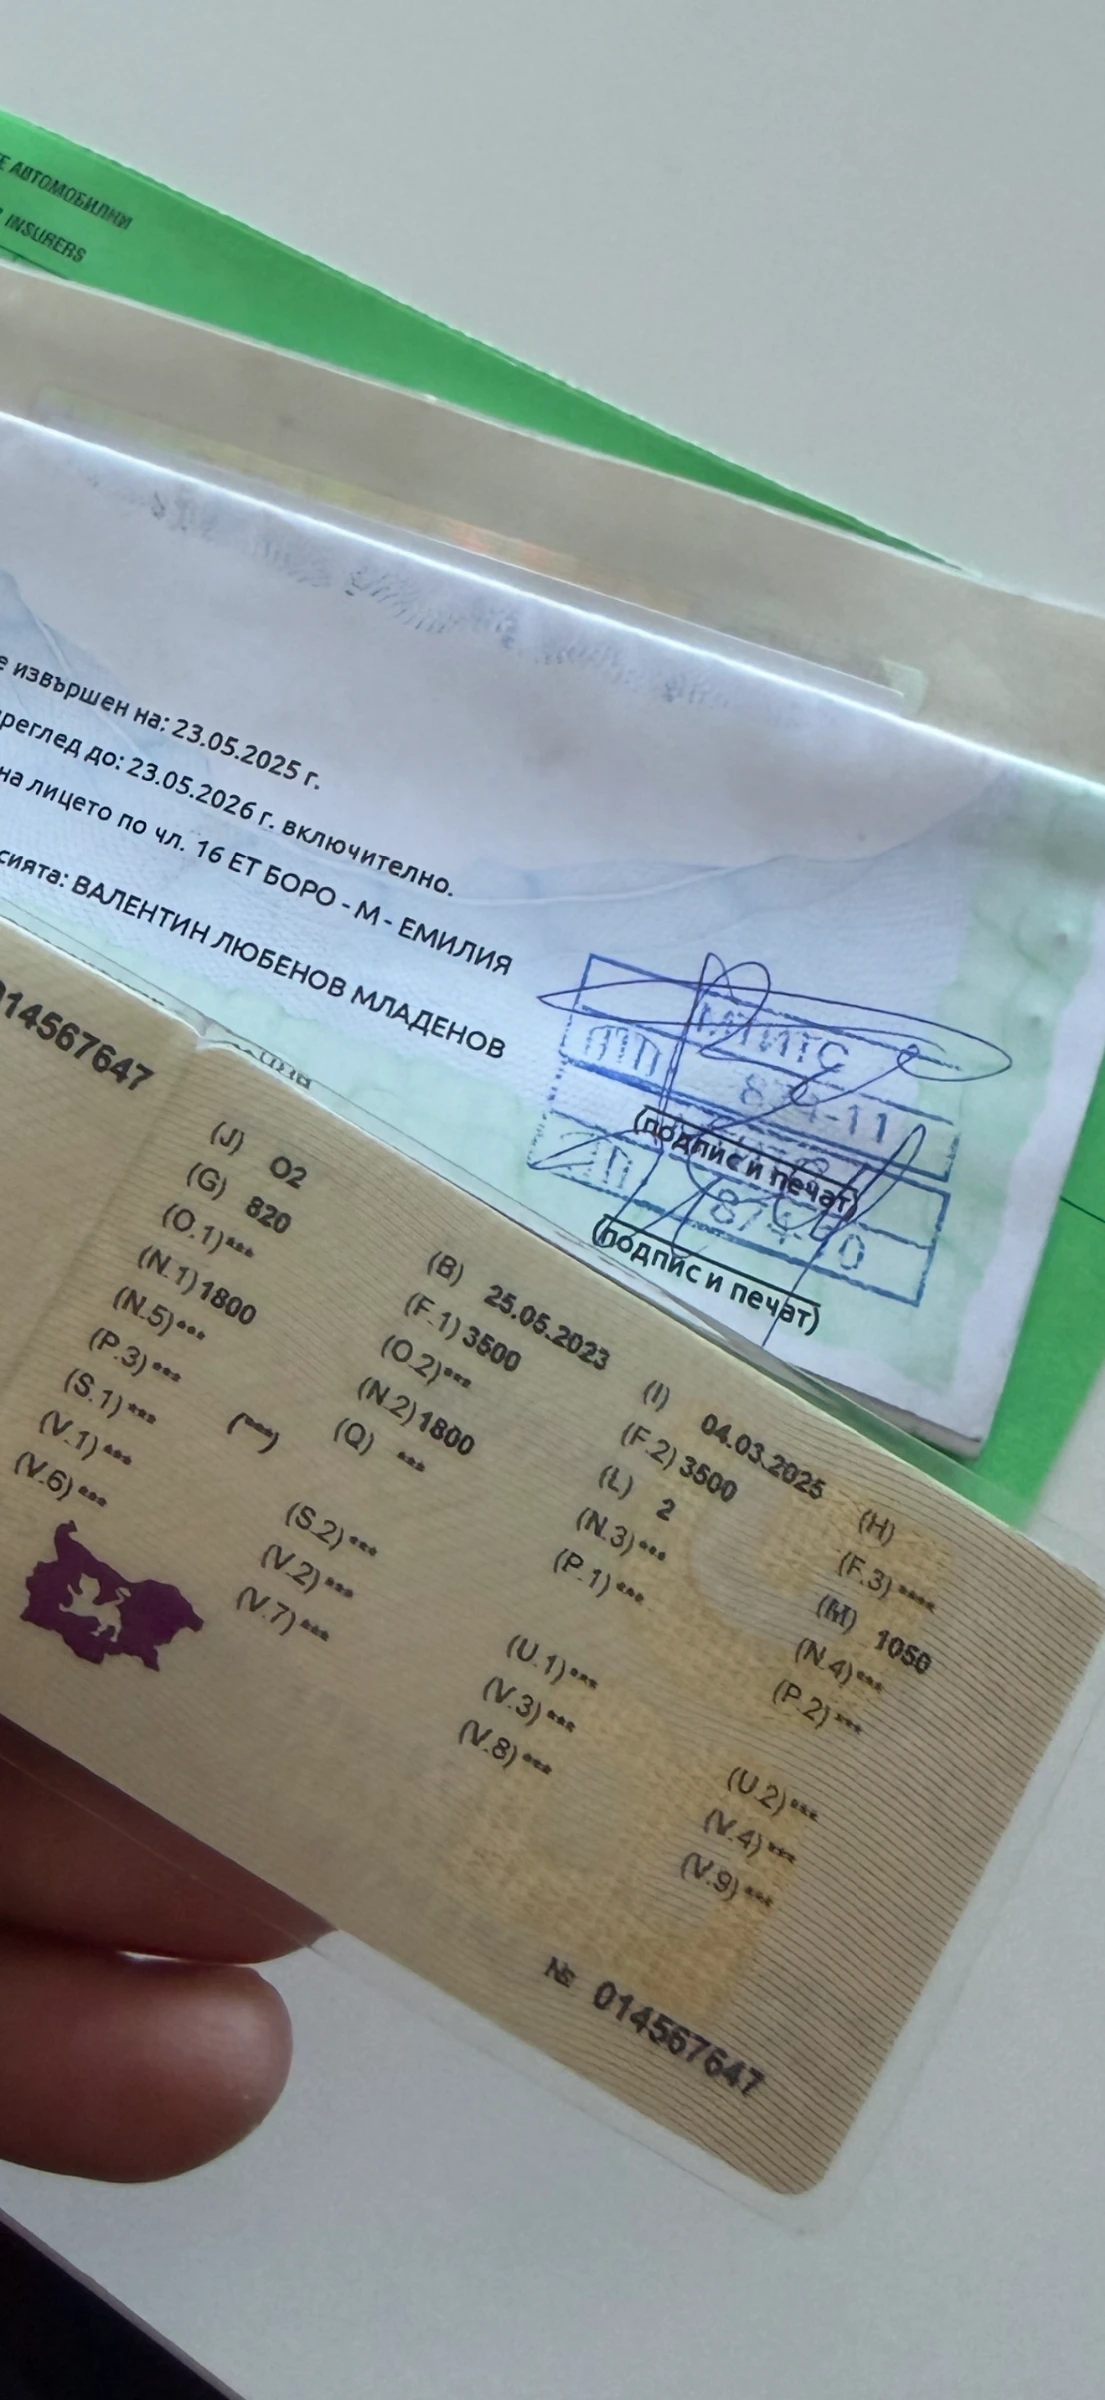 Е АВТОМОБИЛНИ
INSURERS
е извършен на: 23.05.2025 г.
преглед до: 23.05.2026 г. включително.
на лицето по чл. 16 ЕТ БОРО - М - ЕМИЛИЯ
сията: ВАЛЕНТИН ЛЮБЕНОВ МЛАДЕНОВ
МТИТС
874-11
(подпис и печат)
(подпис и печат)
014567647
(J) O2
(G) 820 (B) 25.05.2023 (I) 04.03.2025 (H)
(O.1)*** (F.1) 3500 (F.2) 3500 (F.3) ****
(N.1) 1800 (O.2)*** (L) 2 (M) 1050
(N.5)*** (N.2) 1800 (N.3)*** (N.4)***
(P.3)*** (Q) *** (P.1)*** (P.2)***
(S.1)*** (***) (S.2)*** (U.1)*** (U.2)***
(V.1)*** (V.2)*** (V.3)*** (V.4)***
(V.6)*** (V.7)*** (V.8)*** (V.9)***
№ 014567647